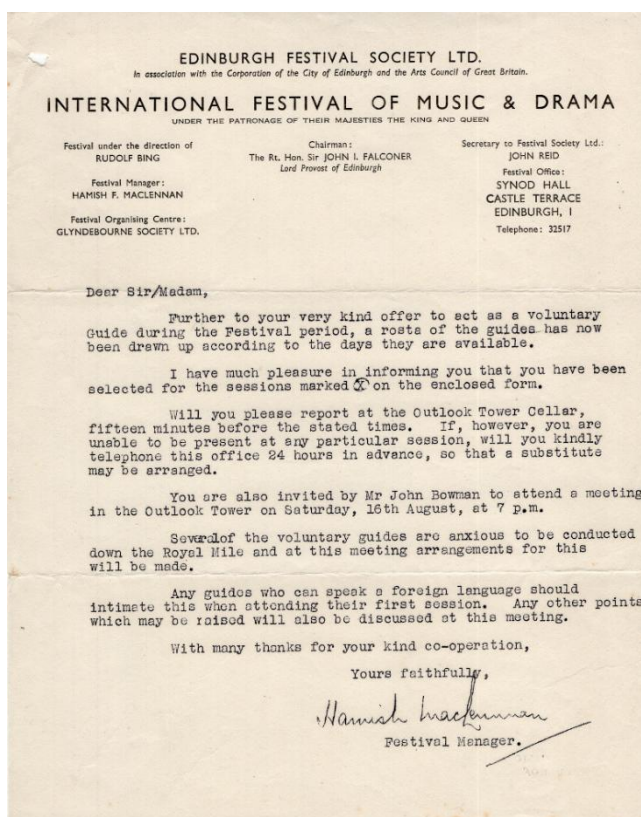 EDINBURGH FESTIVAL SOCIETY LTD.
In association with the Corporation of the City of Edinburgh and the Arts Council of Great Britain.
INTERNATIONAL FESTIVAL OF MUSIC & DRAMA
UNDER THE PATRONAGE OF THEIR MAJESTIES THE KING AND QUEEN
Festival under the direction of
RUDOLF BING
Festival Manager:
HAMISH F. MACLENNAN
Festival Organising Centre:
GLYNDEBOURNE SOCIETY LTD.
Chairman:
The Rt. Hon. Sir JOHN I. FALCONER
Lord Provost of Edinburgh
Secretary to Festival Society Ltd.:
JOHN REID
Festival Office:
SYNOD HALL
CASTLE TERRACE
EDINBURGH, 1
Telephone: 32517
Dear Sir/Madam,
Further to your very kind offer to act as a voluntary
Guide during the Festival period, a rosta of the guides has now
been drawn up according to the days they are available.
I have much pleasure in informing you that you have been
selected for the sessions marked X on the enclosed form.
Will you please report at the Outlook Tower Cellar,
fifteen minutes before the stated times. If, however, you are
unable to be present at any particular session, will you kindly
telephone this office 24 hours in advance, so that a substitute
may be arranged.
You are also invited by Mr John Bowman to attend a meeting
in the Outlook Tower on Saturday, 16th August, at 7 p.m.
Severalof the voluntary guides are anxious to be conducted
down the Royal Mile and at this meeting arrangements for this
will be made.
Any guides who can speak a foreign language should
intimate this when attending their first session. Any other points
which may be raised will also be discussed at this meeting.
With many thanks for your kind co-operation,
Yours faithfully,
Hamish Maclennan
Festival Manager.